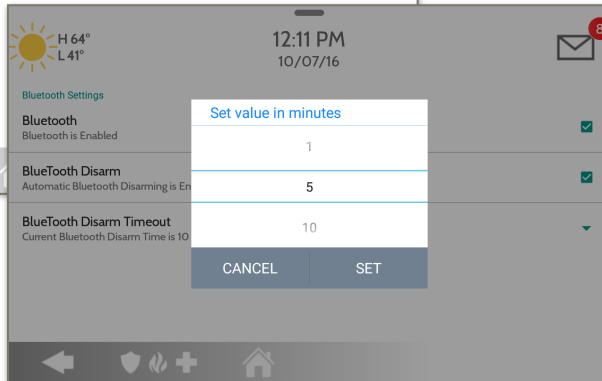 H 64°
L 41°
12:11 PM
10/07/16
8
Bluetooth Settings
Bluetooth
Bluetooth is Enabled
BlueTooth Disarm
Automatic Bluetooth Disarming is En
BlueTooth Disarm Timeout
Current Bluetooth Disarm Time is 10
Set value in minutes
1
5
10
CANCEL SET